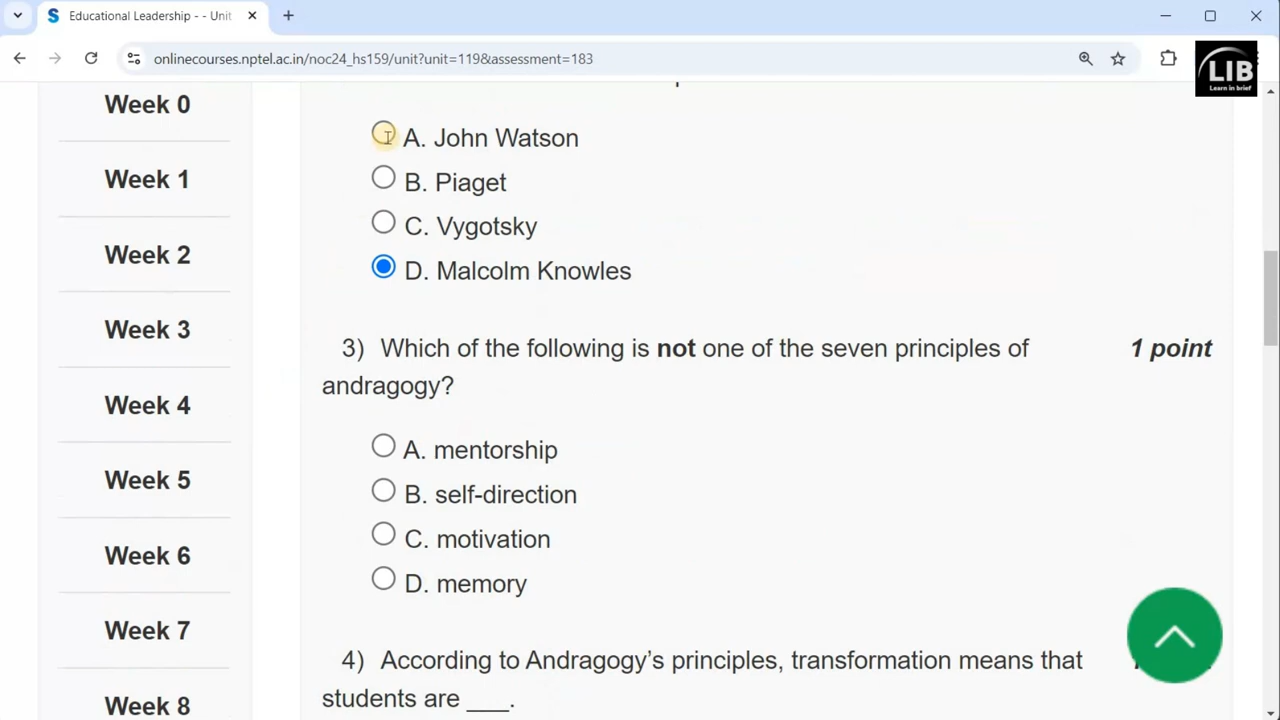 Educational Leadership - - Unit
onlinecourses.nptel.ac.in/noc24_hs159/unit?unit=119&assessment=183
LIB
Learn in brief
Week 0
Week 1
Week 2
Week 3
Week 4
Week 5
Week 6
Week 7
Week 8
A. John Watson
B. Piaget
C. Vygotsky
D. Malcolm Knowles
3) Which of the following is not one of the seven principles of 1 point
andragogy?
A. mentorship
B. self-direction
C. motivation
D. memory
4) According to Andragogy’s principles, transformation means that
students are ___.